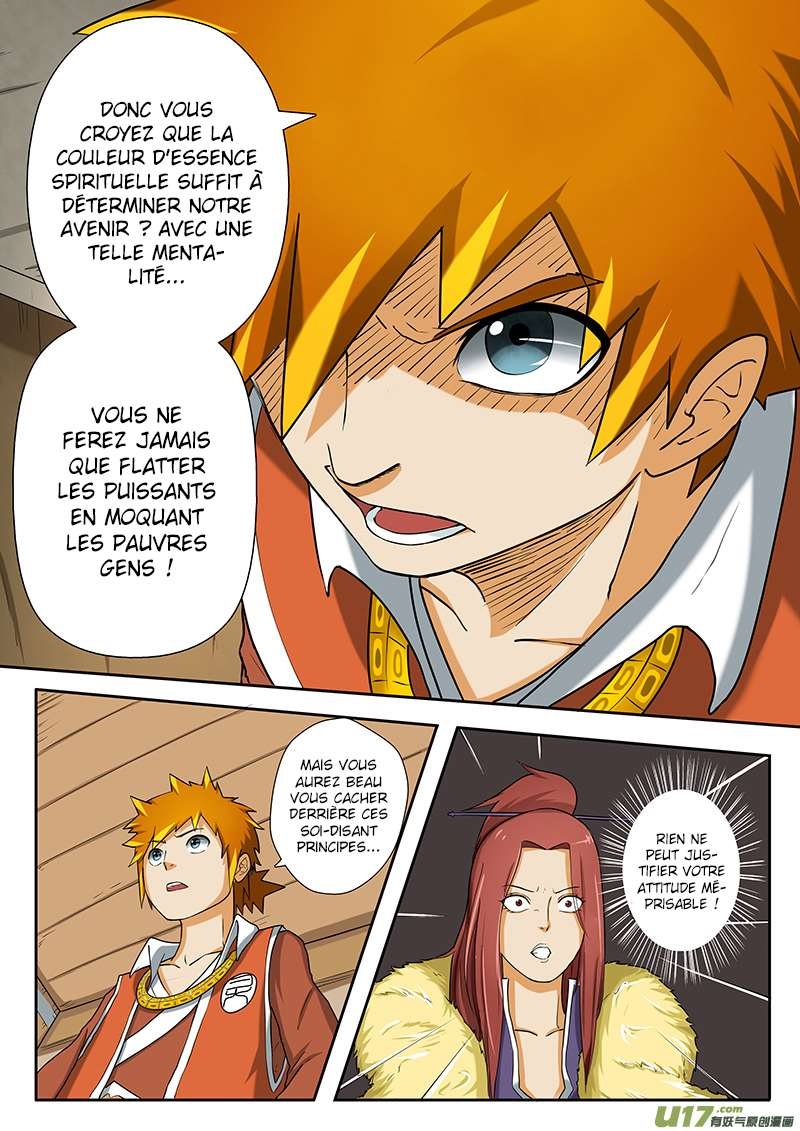 DONC VOUS
CROYEZ QUE LA
COULEUR D'ESSENCE
SPIRITUELLE SUFFIT À
DÉTERMINER NOTRE
AVENIR ? AVEC UNE
TELLE MENTA-
LITÉ...
VOUS NE
FEREZ JAMAIS
QUE FLATTER
LES PUISSANTS
EN MOQUANT
LES PAUVRES
GENS !
MAIS VOUS
AUREZ BEAU
VOUS CACHER
DERRIÈRE CES
SOI-DISANT
PRINCIPES...
RIEN NE
PEUT JUS-
TIFIER VOTRE
ATTITUDE MÉ-
PRISABLE !
U17.com
有妖气原创漫画